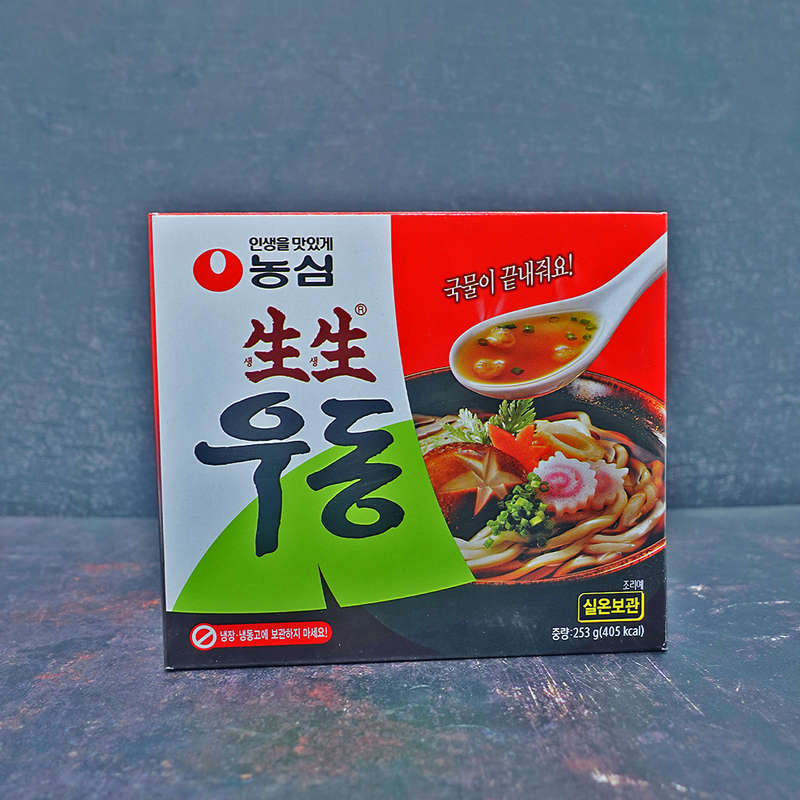 인생을 맛있게
농심
국물이 끝내줘요!
生生®
생 생
우동
조리예
실온보관
냉장·냉동고에 보관하지 마세요!
중량:253 g(405 kcal)